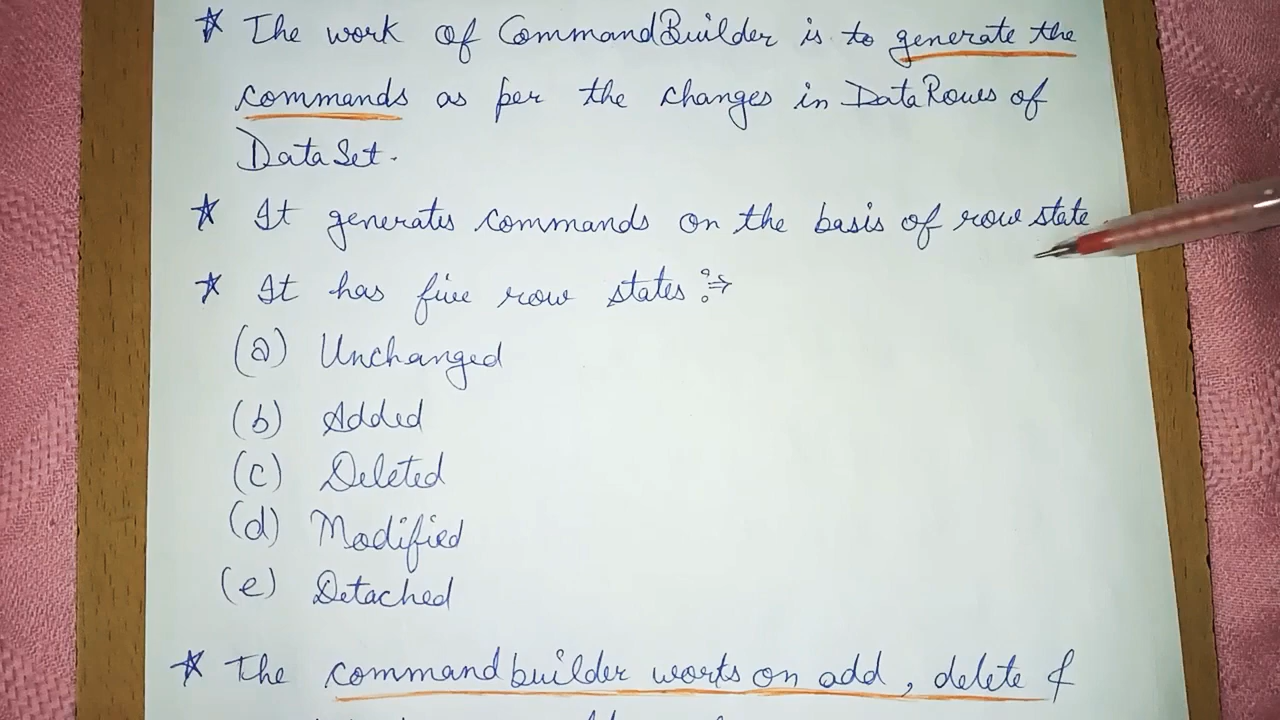 ☆ The work of CommandBuilder is to generate the
commands as per the changes in DataRows of
DataSet.
☆ It generates commands on the basis of row state.
☆ It has five row states :⇒
(a) Unchanged
(b) Added
(c) Deleted
(d) Modified
(e) Detached
☆ The commandbuilder works on add, delete &